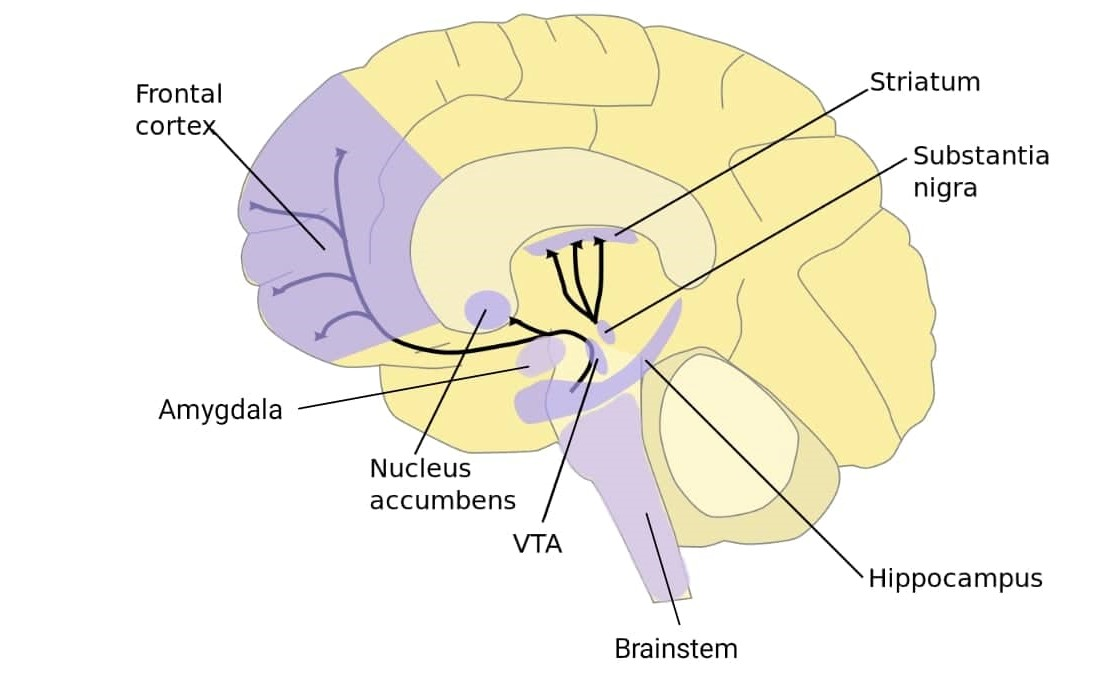 Frontal
cortex
Striatum
Substantia
nigra
Amygdala
Nucleus
accumbens
VTA
Hippocampus
Brainstem